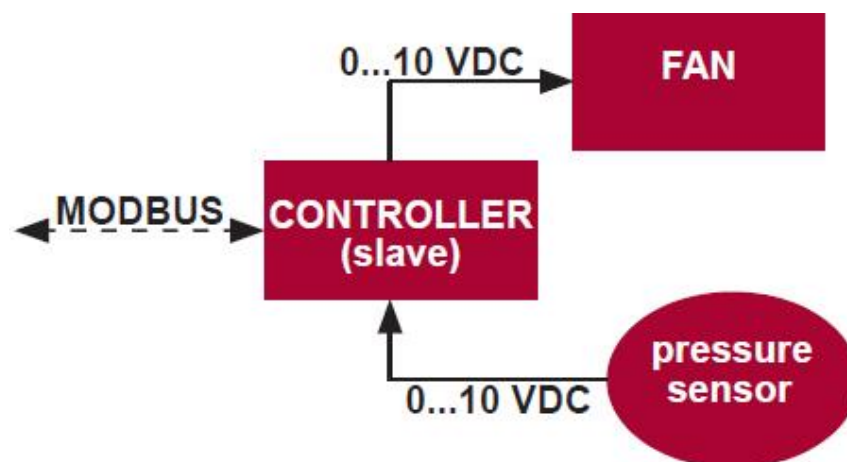 0...10 VDC
FAN
MODBUS
CONTROLLER
(slave)
pressure
sensor
0...10 VDC